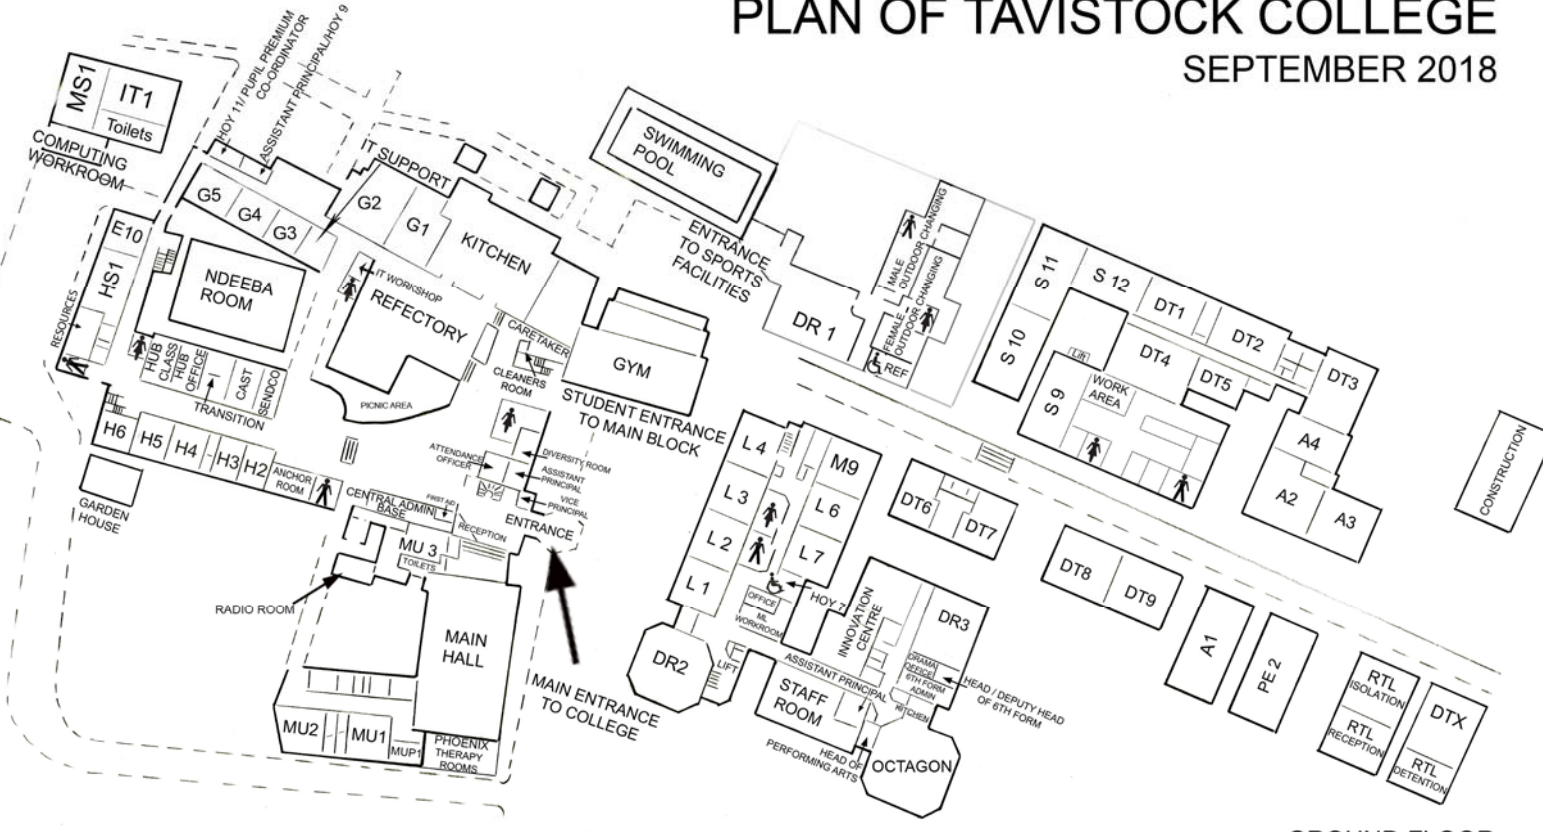 PLAN OF TAVISTOCK COLLEGE
SEPTEMBER 2018
MS1
IT1
Toilets
COMPUTING
WORKROOM
HOY 11/ PUPIL PREMIUM
CO-ORDINATOR
ASSISTANT PRINCIPAL/HOY 9
IT SUPPORT
G5
G4
G3
G2
G1
KITCHEN
E10
HS1
RESOURCES
NDEEBA
ROOM
IT WORKSHOP
REFECTORY
CARETAKER
CLEANERS
ROOM
GYM
PICNIC AREA
HUB
CLASS
HUB
OFFICE
CAST
SENDCO
TRANSITION
H6
H5
H4
H3
H2
ANCHOR
ROOM
GARDEN
HOUSE
STUDENT ENTRANCE
TO MAIN BLOCK
ATTENDANCE
OFFICER
DIVERSITY ROOM
ASSISTANT
PRINCIPAL
VICE
PRINCIPAL
CENTRAL ADMIN
BASE
FIRST AID
RECEPTION
ENTRANCE
MU 3
TOILETS
RADIO ROOM
MAIN
HALL
MAIN ENTRANCE
TO COLLEGE
MU2
MU1
MUP1
PHOENIX
THERAPY
ROOMS
SWIMMING
POOL
ENTRANCE
TO SPORTS
FACILITIES
DR 1
MALE
OUTDOOR CHANGING
FEMALE
OUTDOOR CHANGING
REF
S 11
S 12
S 10
S 9
DT1
DT2
DT3
DT4
DT5
Lift
WORK
AREA
A4
A2
A3
CONSTRUCTION
L 4
L 3
L 2
L 1
M9
L 6
L 7
OFFICE
ML
WORKROOM
HOY 7
DR2
LIFT
DT6
DT7
DT8
DT9
INNOVATION
CENTRE
DR3
DRAMA
OFFICE
6TH FORM
ADMIN
KITCHEN
HEAD / DEPUTY HEAD
OF 6TH FORM
ASSISTANT PRINCIPAL
STAFF
ROOM
HEAD OF
PERFORMING ARTS
OCTAGON
A1
PE 2
RTL
ISOLATION
RTL
RECEPTION
DTX
RTL
DETENTION